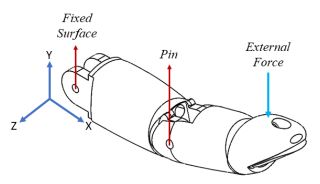 Fixed
Surface
Pin
External
Force
Y
Z
X